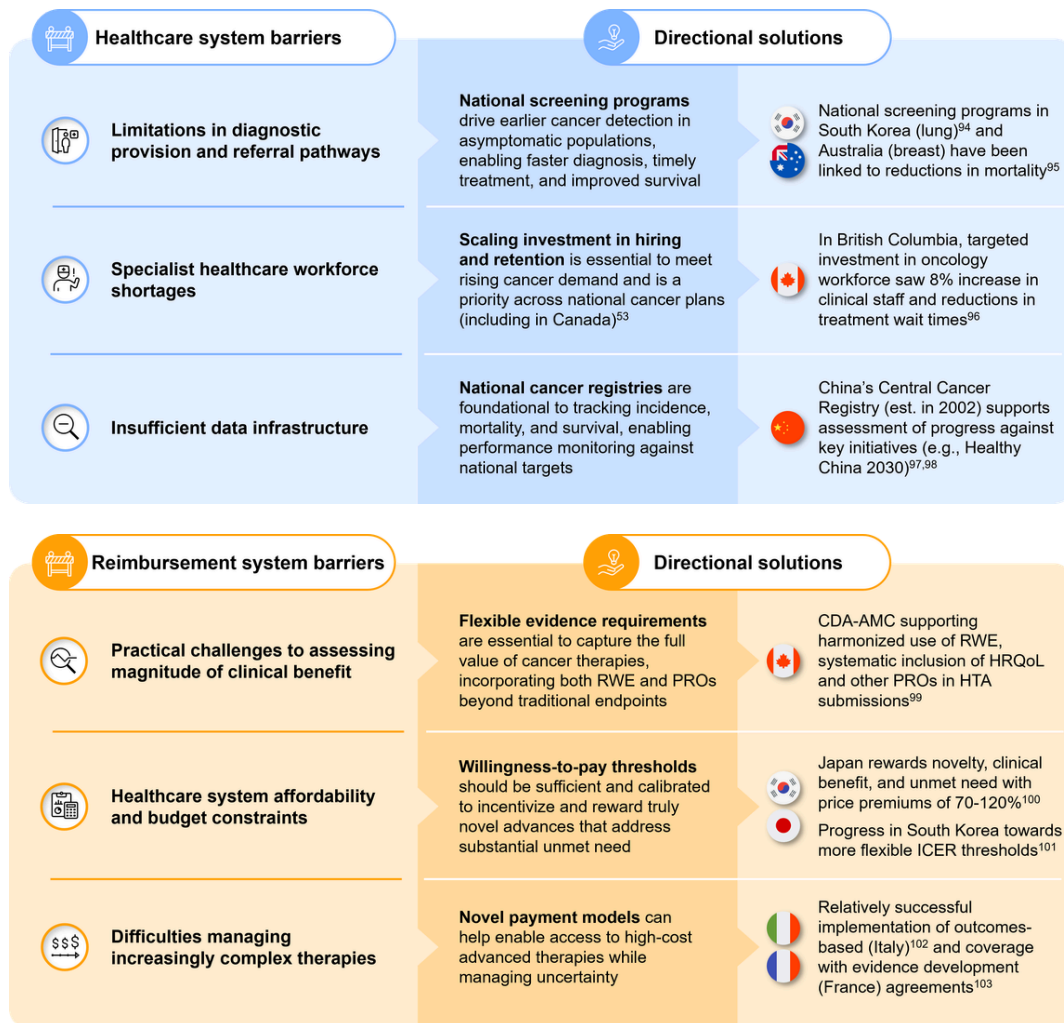 Healthcare system barriers
Directional solutions
Limitations in diagnostic
provision and referral pathways
National screening programs
drive earlier cancer detection in
asymptomatic populations,
enabling faster diagnosis, timely
treatment, and improved survival
National screening programs in
South Korea (lung)94 and
Australia (breast) have been
linked to reductions in mortality95
Specialist healthcare workforce
shortages
Scaling investment in hiring
and retention is essential to meet
rising cancer demand and is a
priority across national cancer plans
(including in Canada)53
In British Columbia, targeted
investment in oncology
workforce saw 8% increase in
clinical staff and reductions in
treatment wait times96
Insufficient data infrastructure
National cancer registries are
foundational to tracking incidence,
mortality, and survival, enabling
performance monitoring against
national targets
China's Central Cancer
Registry (est. in 2002) supports
assessment of progress against
key initiatives (e.g., Healthy
China 2030)97,98
Reimbursement system barriers
Directional solutions
Practical challenges to assessing
magnitude of clinical benefit
Flexible evidence requirements
are essential to capture the full
value of cancer therapies,
incorporating both RWE and PROs
beyond traditional endpoints
CDA-AMC supporting
harmonized use of RWE,
systematic inclusion of HRQoL
and other PROs in HTA
submissions99
Healthcare system affordability
and budget constraints
Willingness-to-pay thresholds
should be sufficient and calibrated
to incentivize and reward truly
novel advances that address
substantial unmet need
Japan rewards novelty, clinical
benefit, and unmet need with
price premiums of 70-120%100
Progress in South Korea towards
more flexible ICER thresholds101
$$$
Difficulties managing
increasingly complex therapies
Novel payment models can
help enable access to high-cost
advanced therapies while
managing uncertainty
Relatively successful
implementation of outcomes-
based (Italy)102 and coverage
with evidence development
(France) agreements103